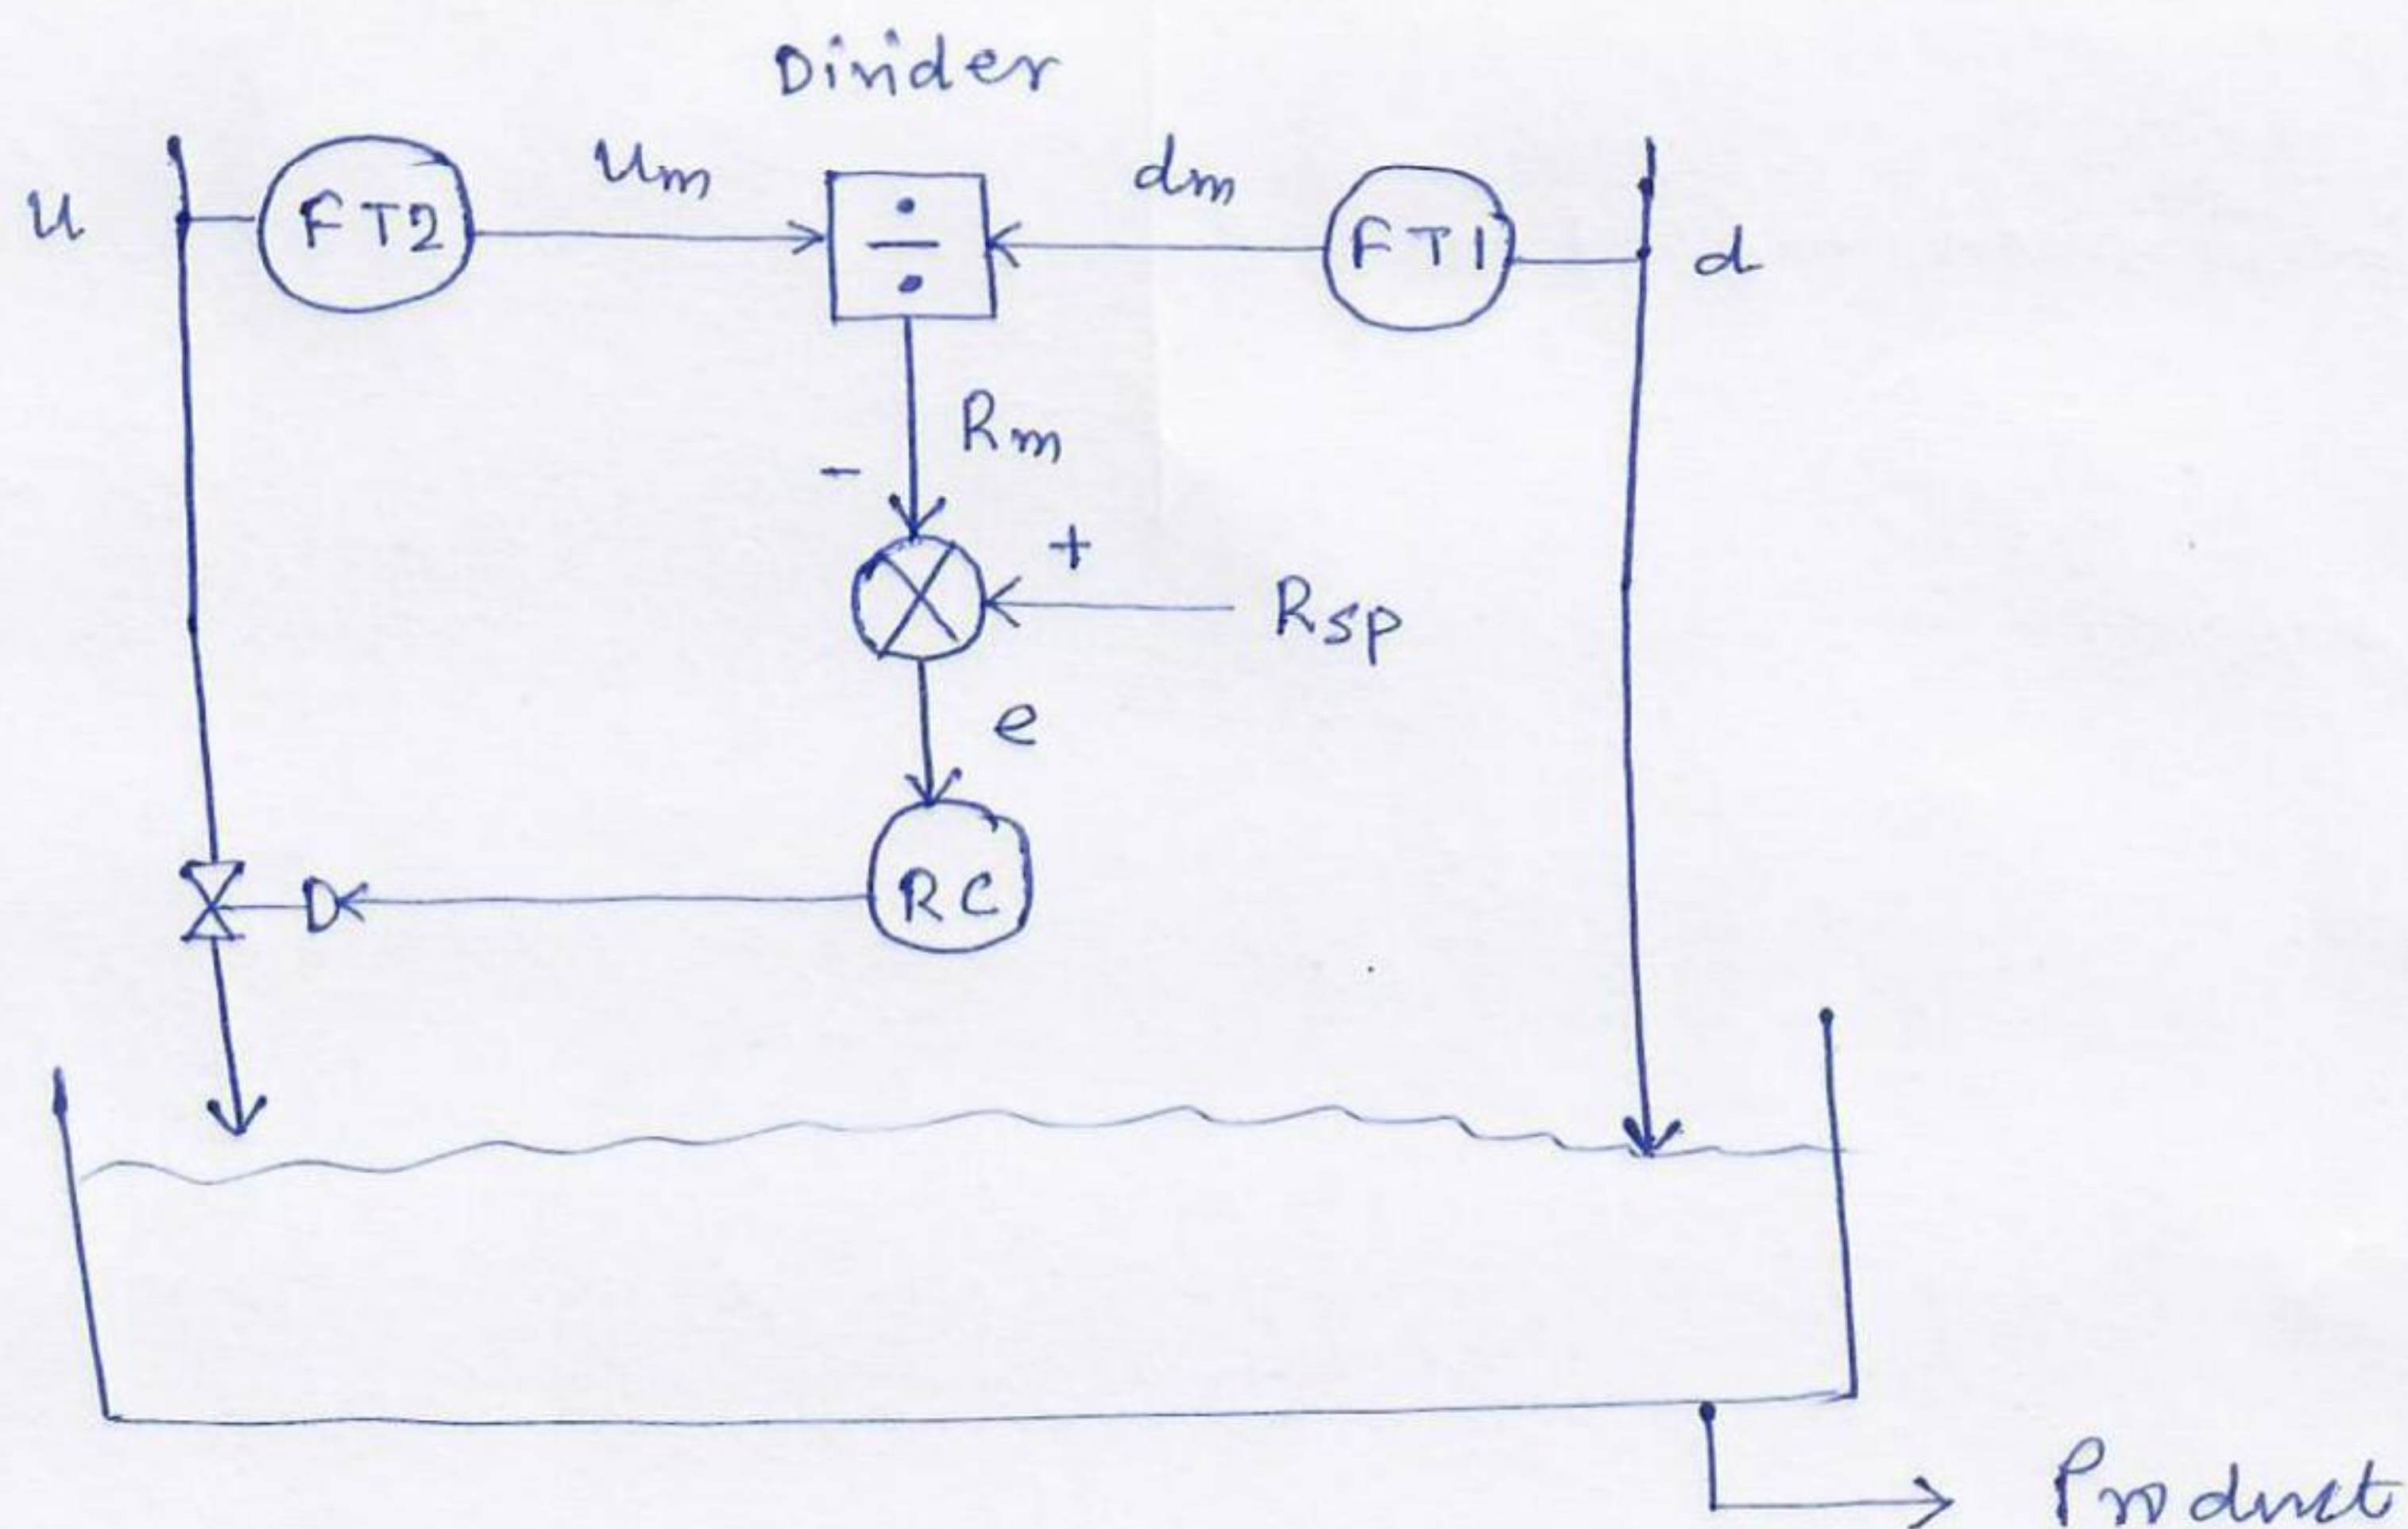 Divider
u
FT2
um
÷
dm
FT1
d
Rm
-
+
Rsp
e
D
RC
Product